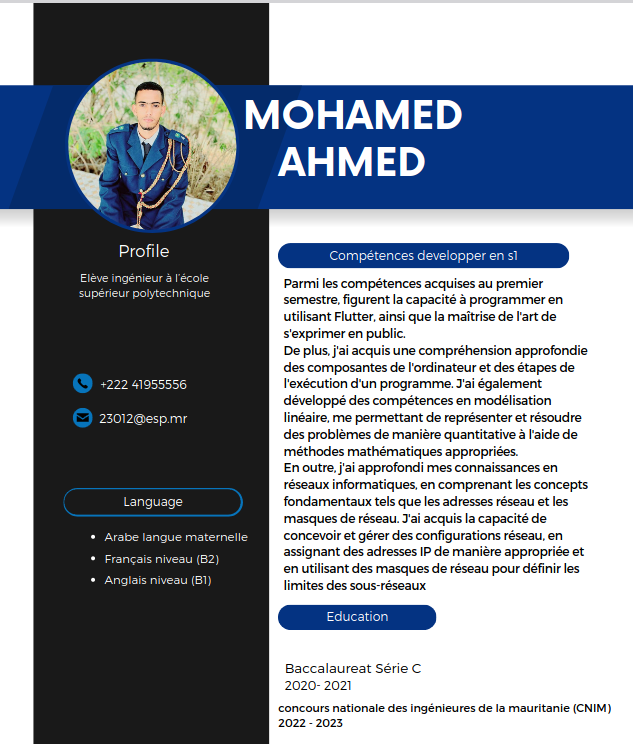 MOHAMED
AHMED
Profile
Elève ingénieur à l'école
supérieur polytechnique
+222 41955556
23012@esp.mr
Language
Arabe langue maternelle
Français niveau (B2)
Anglais niveau (B1)
Compétences developper en s1
Parmi les compétences acquises au premier
semestre, figurent la capacité à programmer en
utilisant Flutter, ainsi que la maîtrise de l'art de
s'exprimer en public.
De plus, j'ai acquis une compréhension approfondie
des composantes de l'ordinateur et des étapes de
l'exécution d'un programme. J'ai également
développé des compétences en modélisation
linéaire, me permettant de représenter et résoudre
des problèmes de manière quantitative à l'aide de
méthodes mathématiques appropriées.
En outre, j'ai approfondi mes connaissances en
réseaux informatiques, en comprenant les concepts
fondamentaux tels que les adresses réseau et les
masques de réseau. J'ai acquis la capacité de
concevoir et gérer des configurations réseau, en
assignant des adresses IP de manière appropriée et
en utilisant des masques de réseau pour définir les
limites des sous-réseaux
Education
Baccalaureat Série C
2020- 2021
concours nationale des ingénieures de la mauritanie (CNIM)
2022 - 2023